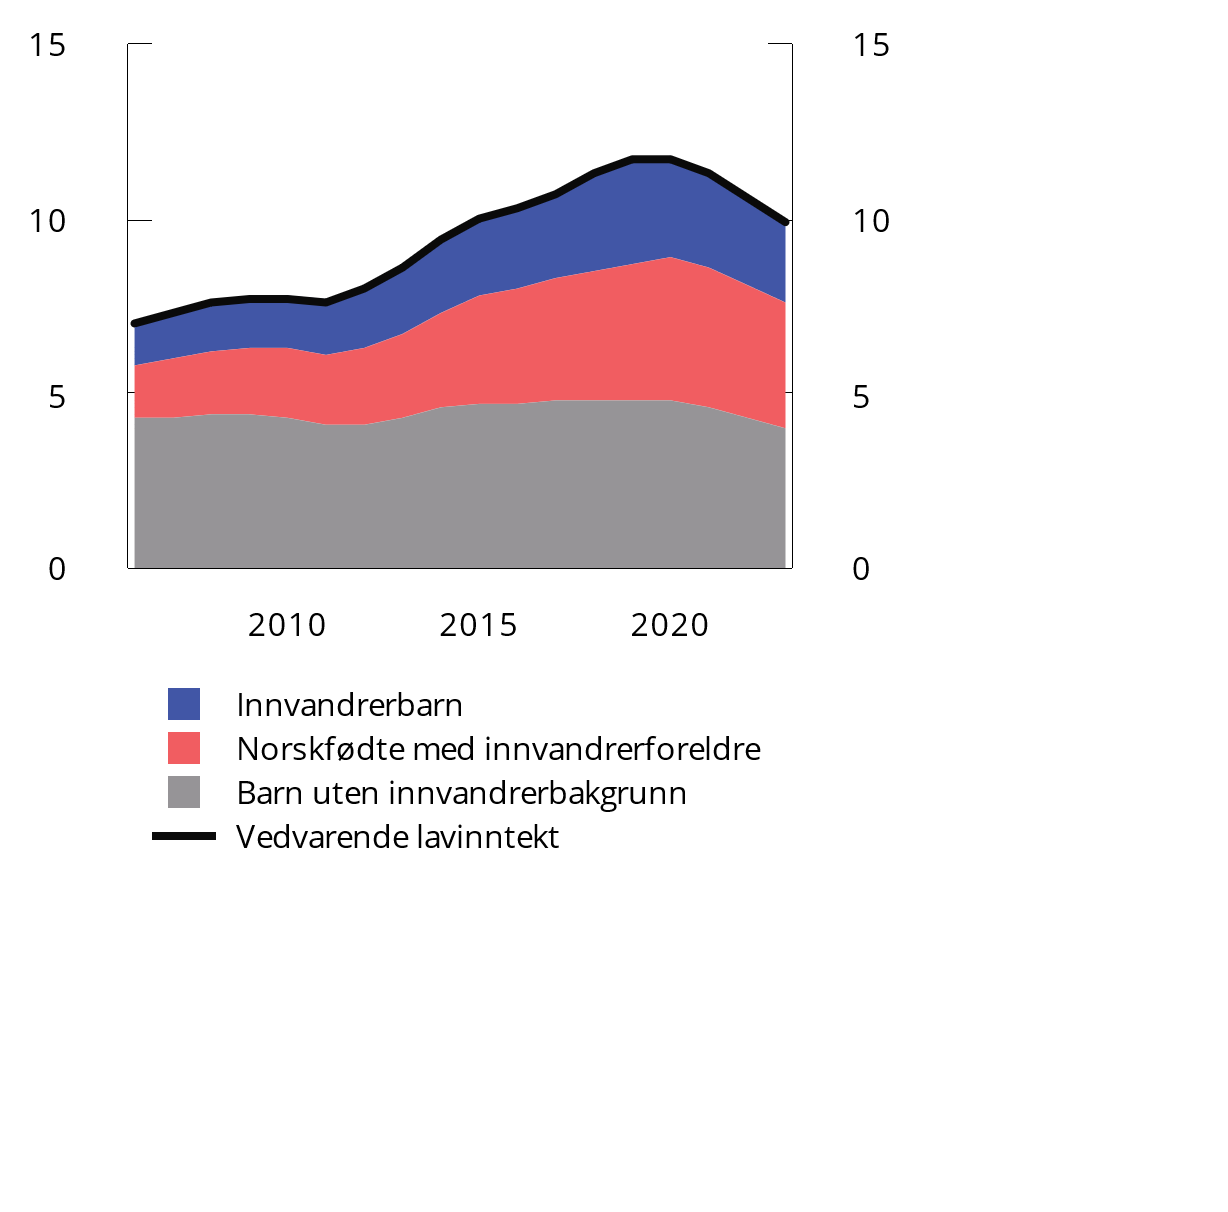 15 15
10 10
5 5
0 0
2010 2015 2020
Innvandrerbarn
Norskfødte med innvandrerforeldre
Barn uten innvandrerbakgrunn
Vedvarende lavinntekt